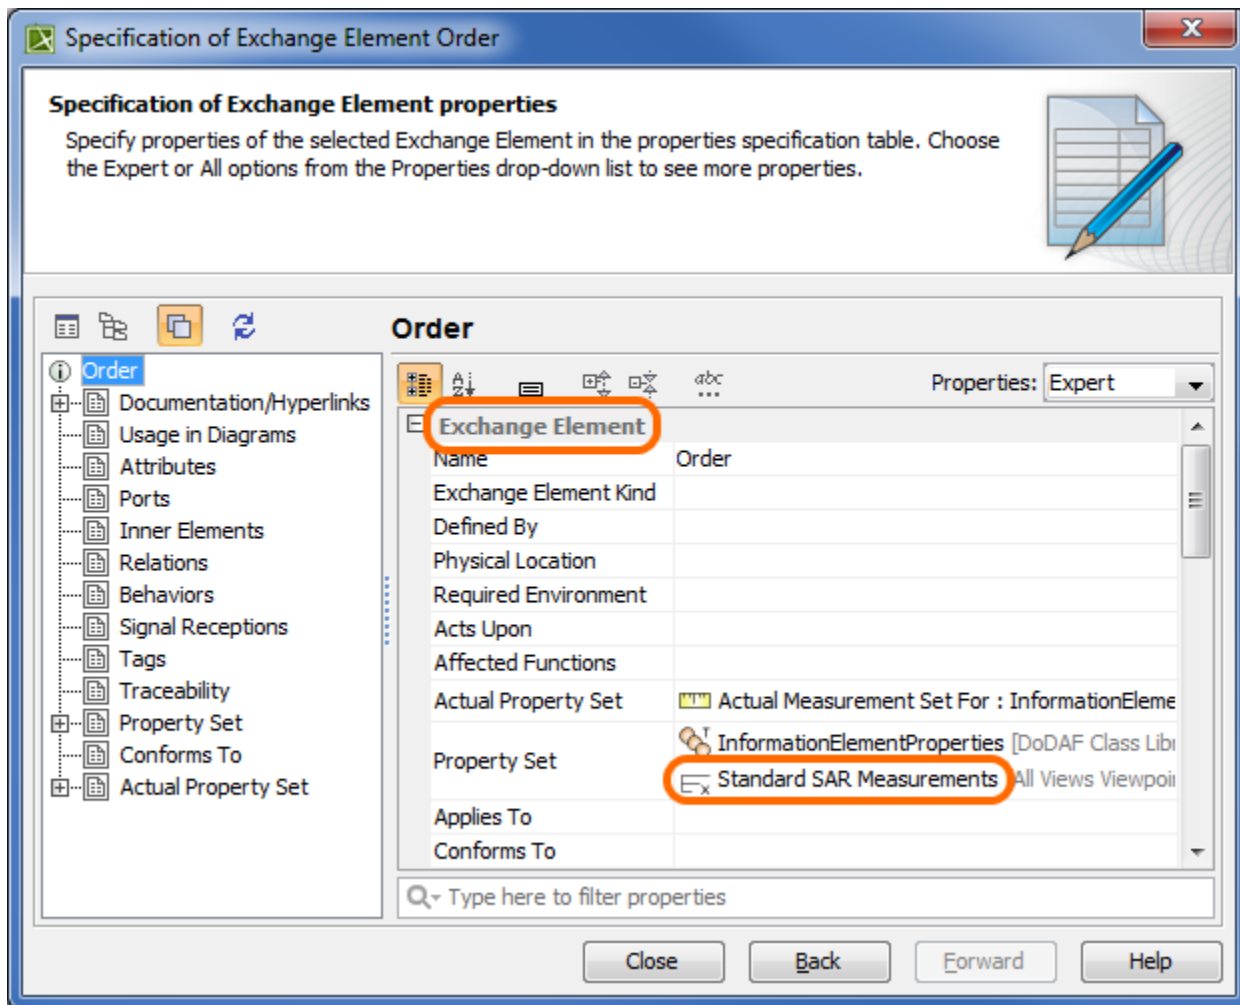 Specification of Exchange Element Order
x
Specification of Exchange Element properties
Specify properties of the selected Exchange Element in the properties specification table. Choose
the Expert or All options from the Properties drop-down list to see more properties.
Order
Order
Documentation/Hyperlinks
Usage in Diagrams
Attributes
Ports
Inner Elements
Relations
Behaviors
Signal Receptions
Tags
Traceability
Property Set
Conforms To
Actual Property Set
Properties: Expert
Exchange Element
Name Order
Exchange Element Kind
Defined By
Physical Location
Required Environment
Acts Upon
Affected Functions
Actual Property Set Actual Measurement Set For : InformationEleme
Property Set
InformationElementProperties [DoDAF Class Libr
Standard SAR Measurements All Views Viewpoin
Applies To
Conforms To
Type here to filter properties
Close Back Forward Help